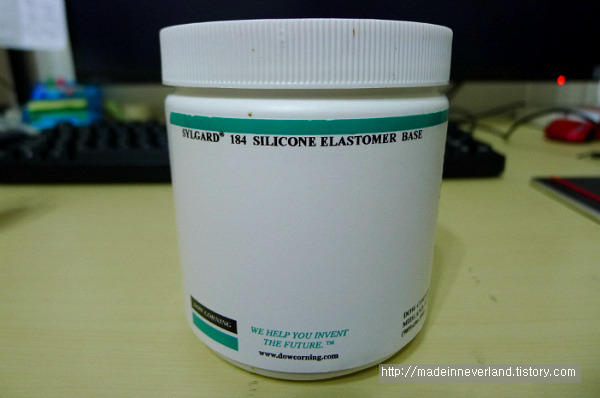 SYLGARD® 184 SILICONE ELASTOMER BASE
DOW CORNING
WE HELP YOU INVENT
THE FUTURE.™
www.dowcorning.com
DOW
http://madeinneverland.tistory.com